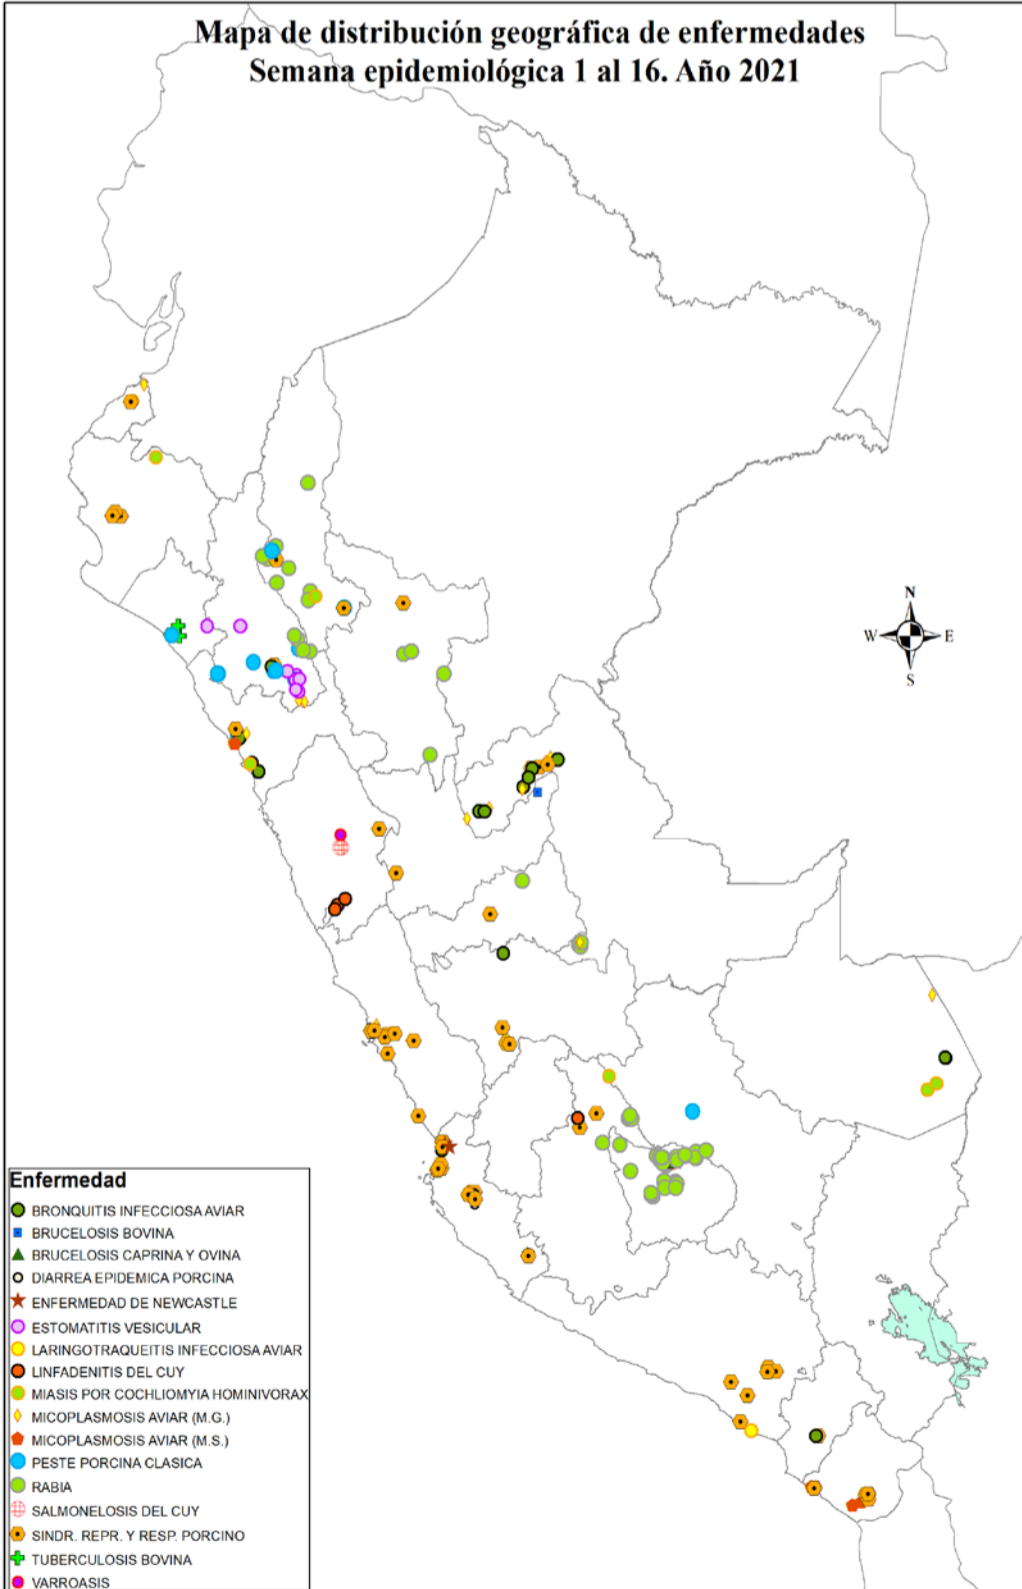 Mapa de distribución geográfica de enfermedades
Semana epidemiológica 1 al 16. Año 2021
N
W E
S
Enfermedad
BRONQUITIS INFECCIOSA AVIAR
BRUCELOSIS BOVINA
BRUCELOSIS CAPRINA Y OVINA
DIARREA EPIDEMICA PORCINA
ENFERMEDAD DE NEWCASTLE
ESTOMATITIS VESICULAR
LARINGOTRAQUEITIS INFECCIOSA AVIAR
LINFADENITIS DEL CUY
MIASIS POR COCHLIOMYIA HOMINIVORAX
MICOPLASMOSIS AVIAR (M.G.)
MICOPLASMOSIS AVIAR (M.S.)
PESTE PORCINA CLASICA
RABIA
SALMONELOSIS DEL CUY
SINDR. REPR. Y RESP. PORCINO
TUBERCULOSIS BOVINA
VARROASIS